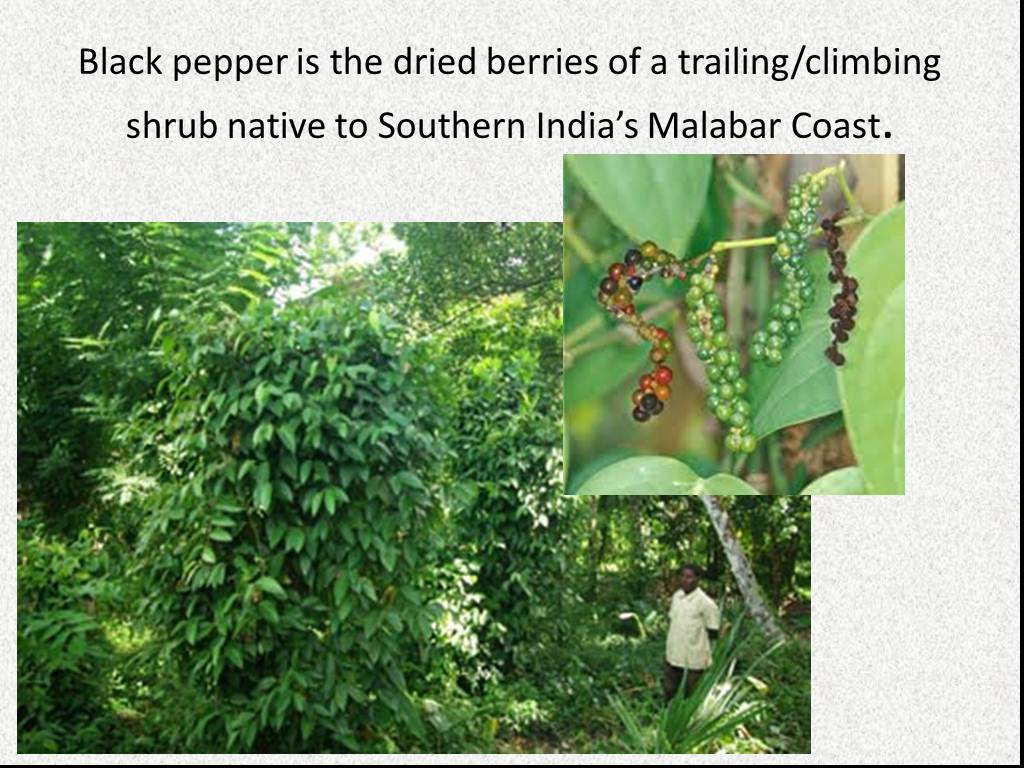 Black pepper is the dried berries of a trailing/climbing
shrub native to Southern India’s Malabar Coast.